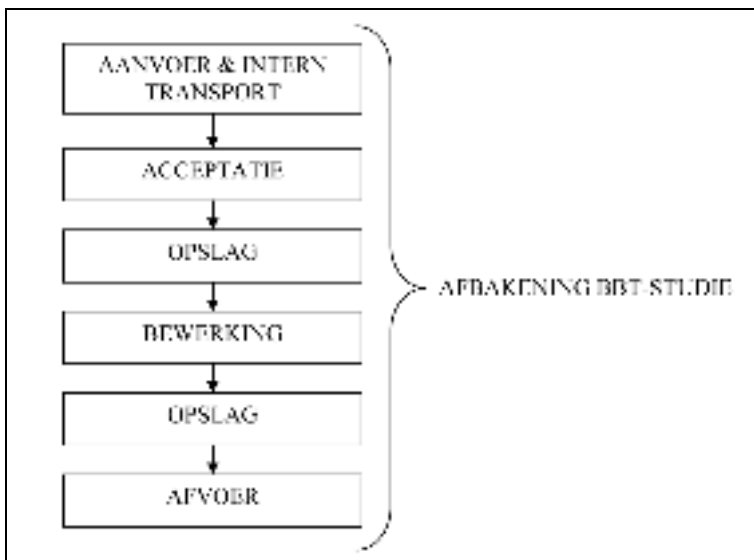 AANVOER & INTERN
TRANSPORT
ACCEPTATIE
OPSLAG
AFBAKENING BBT-STUDIE
BEWERKING
OPSLAG
AFVOER